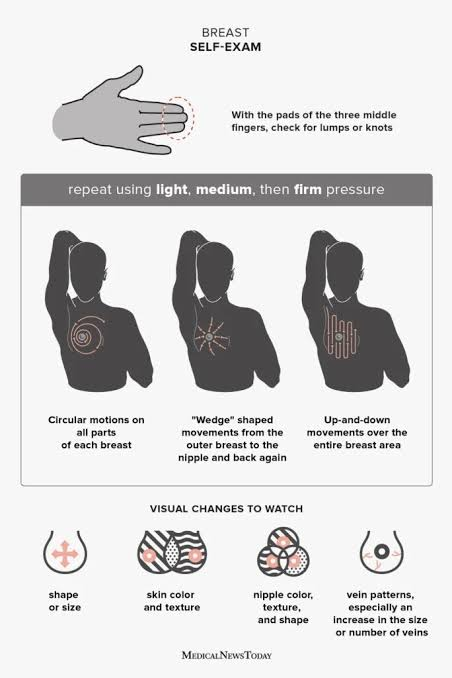 BREAST
SELF-EXAM
With the pads of the three middle
fingers, check for lumps or knots
repeat using light, medium, then firm pressure
Circular motions on
all parts
of each breast
"Wedge" shaped
movements from the
outer breast to the
nipple and back again
Up-and-down
movements over the
entire breast area
VISUAL CHANGES TO WATCH
shape
or size
skin color
and texture
nipple color,
texture,
and shape
vein patterns,
especially an
increase in the size
or number of veins
MEDICALNEWSTODAY